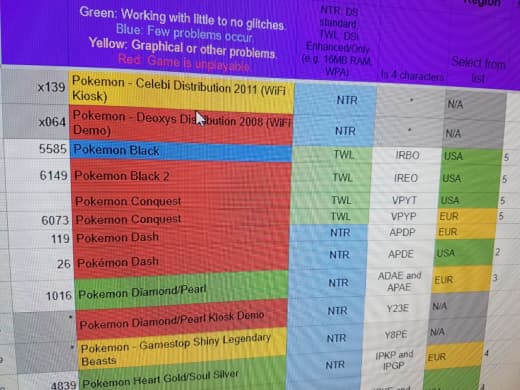 Region
Green: Working with little to no glitches.
Blue: Few problems occur.
Yellow: Graphical or other problems.
Red: Game is unplayable.
NTR: DS
standard
TWL: DSi
Enhanced/Only
(e.g. 16MB RAM,
WPA)
Is 4 characters
Select from
list
x139 Pokemon - Celebi Distribution 2011 (WiFi
Kiosk) NTR * N/A
x064 Pokemon - Deoxys Distribution 2008 (WiFi
Demo) NTR * N/A
5585 Pokemon Black TWL IRBO USA 5
6149 Pokemon Black 2 TWL IREO USA 5
Pokemon Conquest TWL VPYT USA 5
6073 Pokemon Conquest TWL VPYP EUR 5
119 Pokemon Dash NTR APDP EUR
26 Pokémon Dash NTR APDE USA 2
1016 Pokemon Diamond/Pearl NTR ADAE and
APAE EUR 3
* Pokemon Diamond/Pearl Kiosk Demo NTR Y23E N/A
* Pokemon - Gamestop Shiny Legendary
Beasts NTR Y8PE N/A
4839 Pokemon Heart Gold/Soul Silver NTR IPKP and
IPGP EUR 4